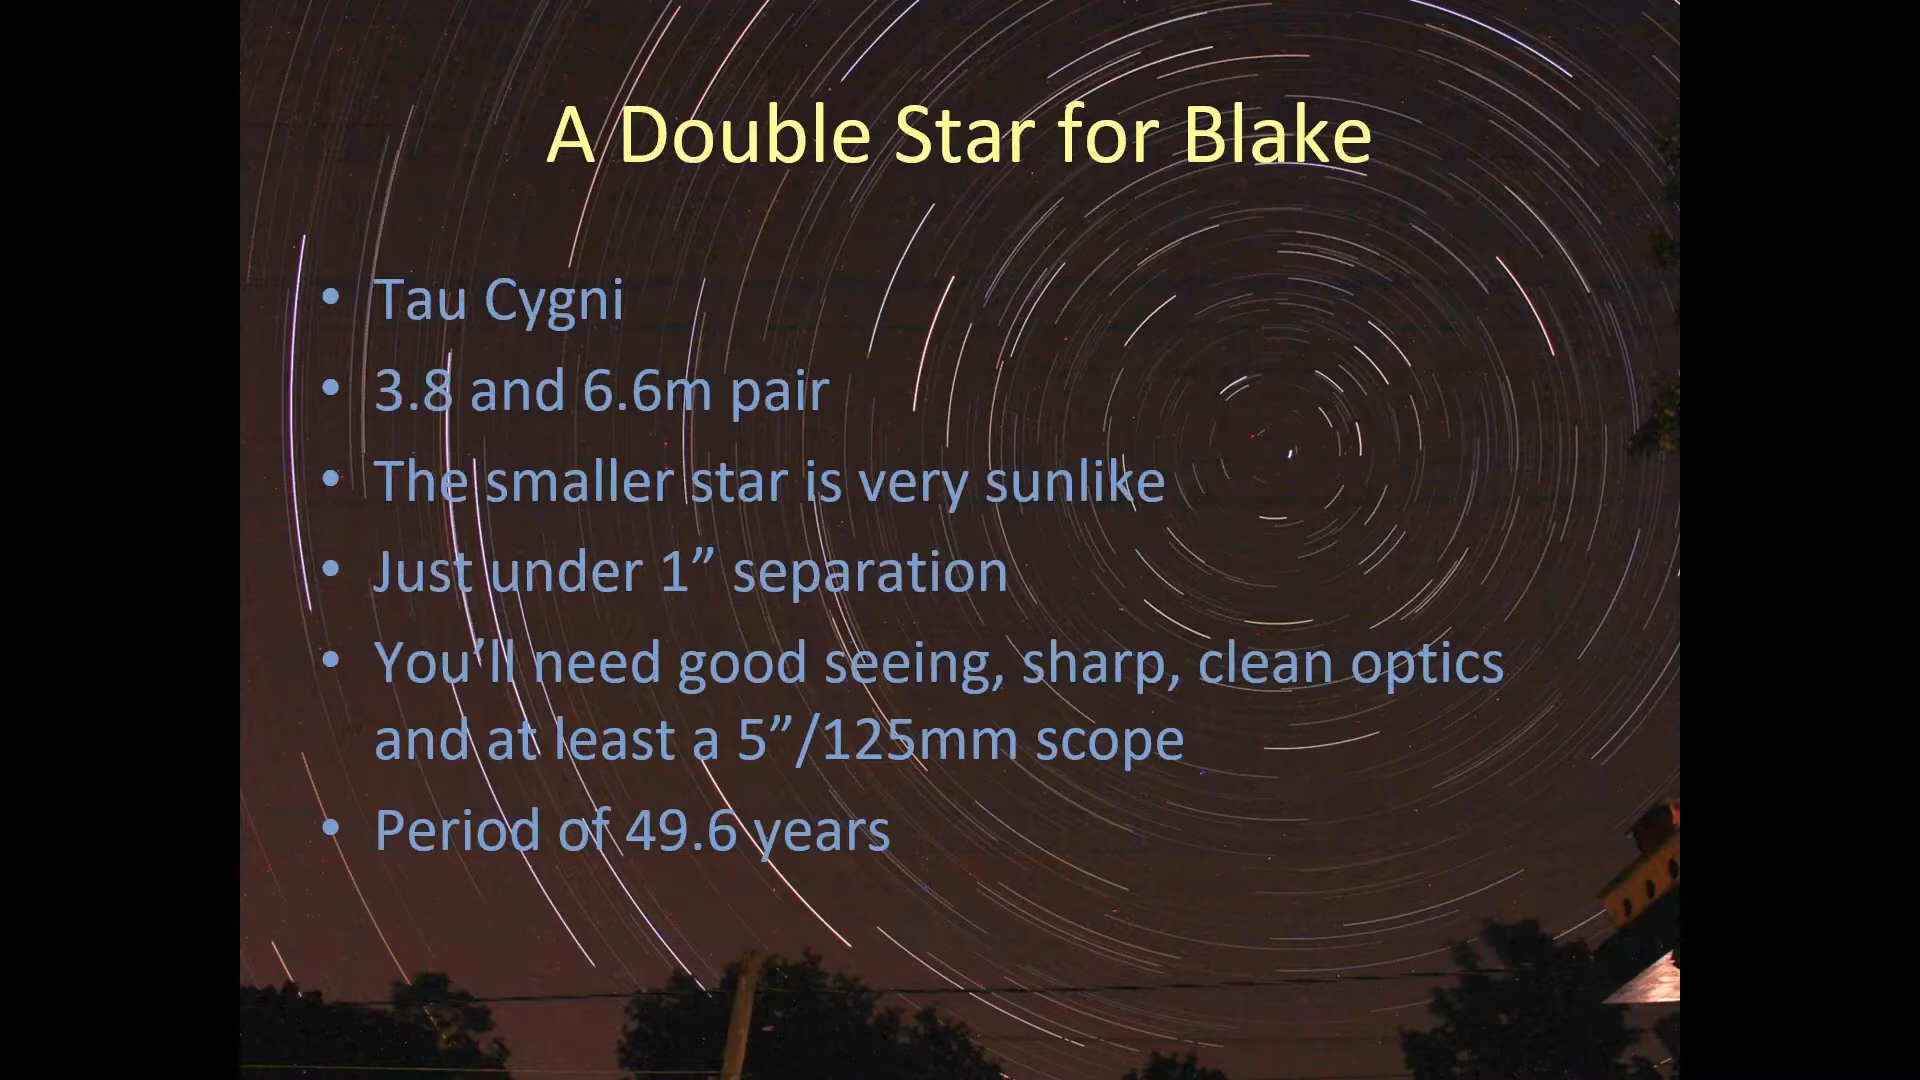 A Double Star for Blake
• Tau Cygni
• 3.8 and 6.6m pair
• The smaller star is very sunlike
• Just under 1” separation
• You’ll need good seeing, sharp, clean optics
and at least a 5”/125mm scope
• Period of 49.6 years